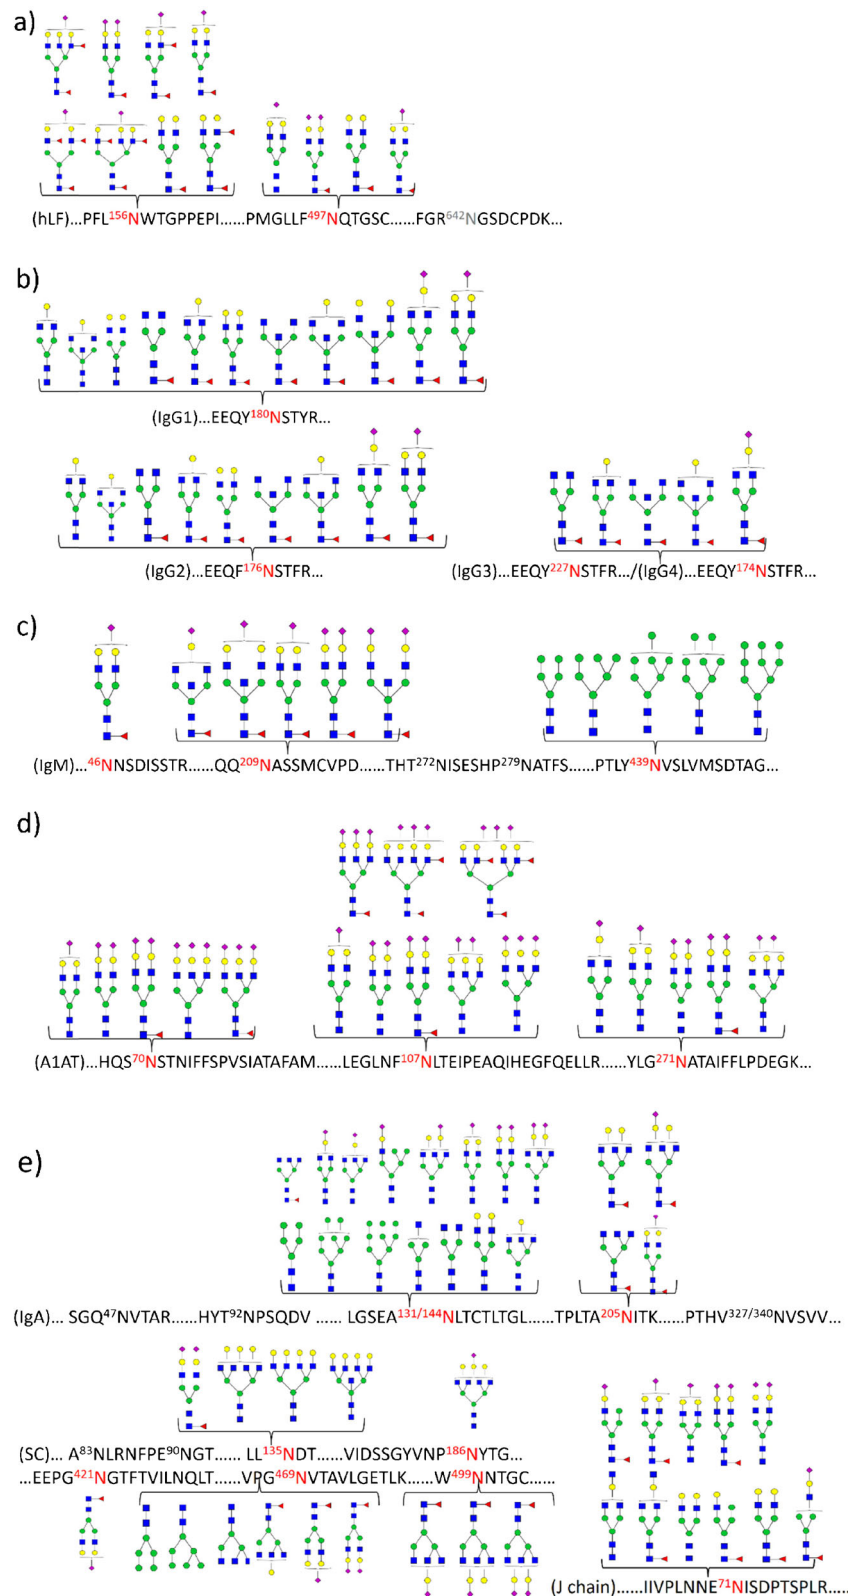 a)
(hLF)...PFL156NWTGPPEPI......PMGLLF497NQTGSC......FGR642NGSDCPDK...
b)
(IgG1)...EEQY180NSTYR...
(IgG2)...EEQF176NSTFR...
(IgG3)...EEQY227NSTFR.../(IgG4)...EEQY174NSTFR...
c)
(IgM)...46NNSDISSTR......QQ209NASSMCVPD......THT272NISESHP279NATFS......PTLY439NVSLVMSDTAG...
d)
(A1AT)...HQS70NSTNIFFSPVSIATAFAM......LEGLNF107NLTEIPEAQIHEGFQELLR......YLG271NATAIFFLPDEGK...
e)
(IgA)... SGQ47NVTAR......HYT92NPSQDV ...... LGSEA131/144NLTCTLTGL......TPLTA205NITK......PTHV327/340NVSVV...
(SC)... A83NLRNFPE90NGT...... LL135NDT......VIDSSGYVNP186NYTG...
...EEPG421NGTFTVILNQLT......VPG469NVTAVLGETLK......W499NNTGC......
(J chain)......IIVPLNNE71NISDPTSPLR......